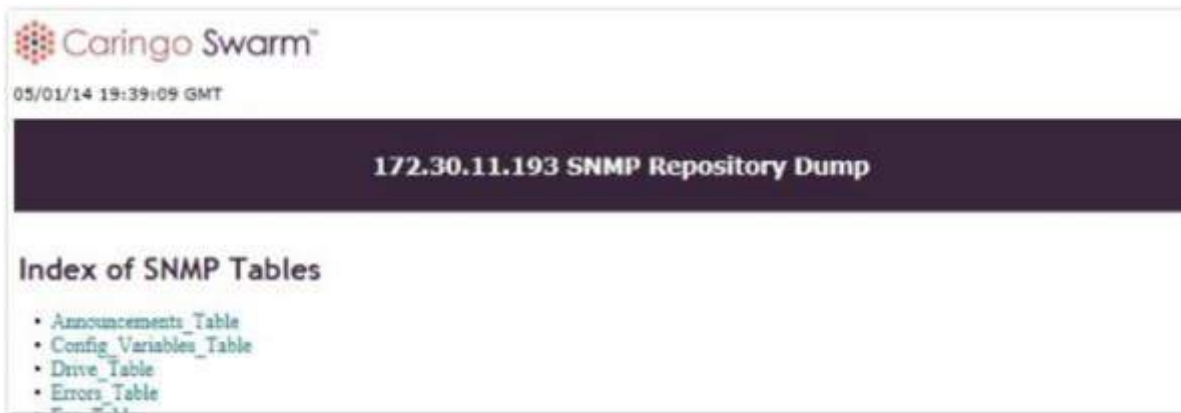 Caringo Swarm™
05/01/14 19:39:09 GMT
172.30.11.193 SNMP Repository Dump
Index of SNMP Tables
• Announcements_Table
• Config_Variables_Table
• Drive_Table
• Errors_Table